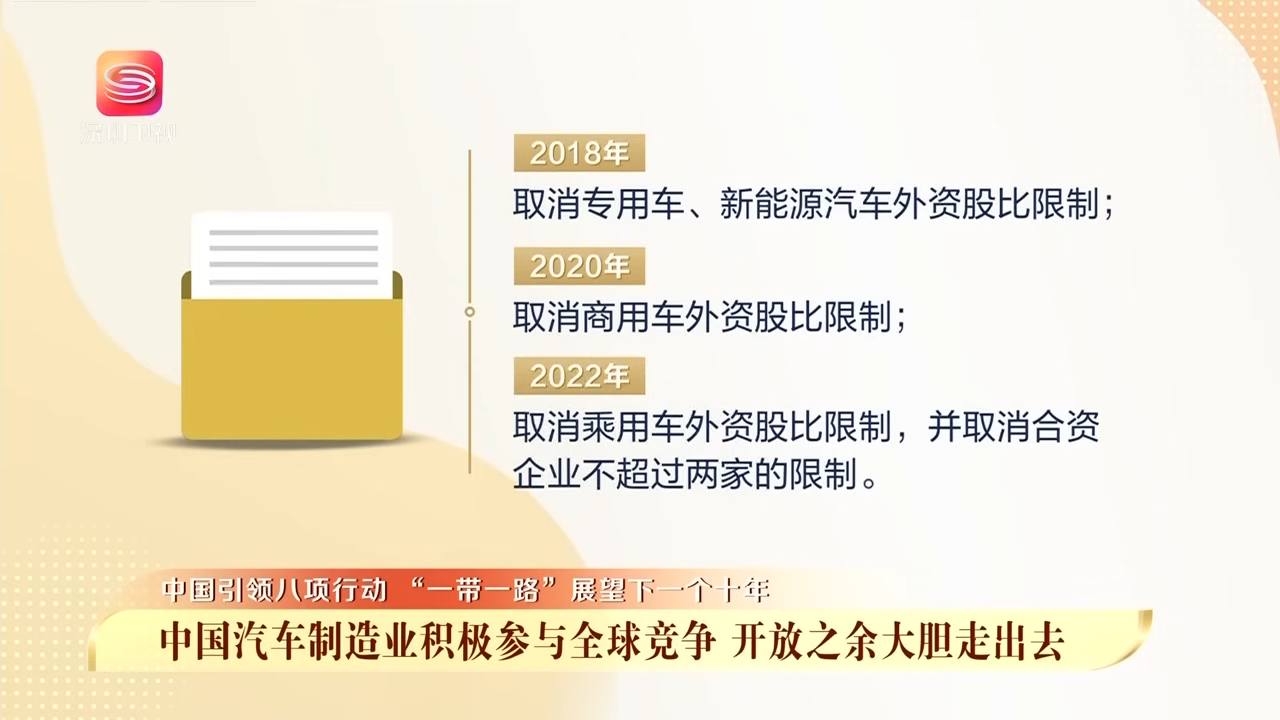 深圳卫视
2018年
取消专用车、新能源汽车外资股比限制；
2020年
取消商用车外资股比限制；
2022年
取消乘用车外资股比限制，并取消合资
企业不超过两家的限制。
中国引领八项行动 “一带一路”展望下一个十年
中国汽车制造业积极参与全球竞争 开放之余大胆走出去